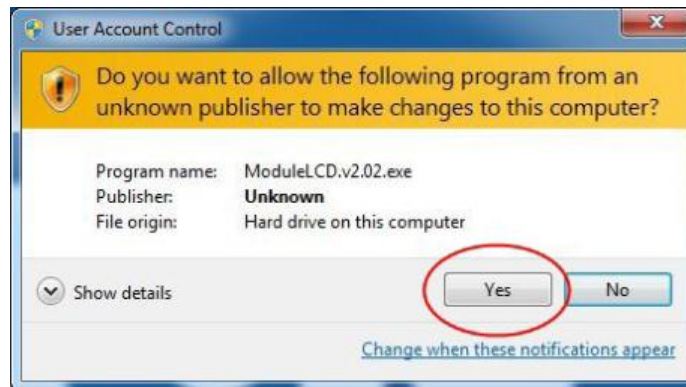 User Account Control
Do you want to allow the following program from an
unknown publisher to make changes to this computer?
Program name: ModuleLCD.v2.02.exe
Publisher: Unknown
File origin: Hard drive on this computer
Show details Yes No
Change when these notifications appear